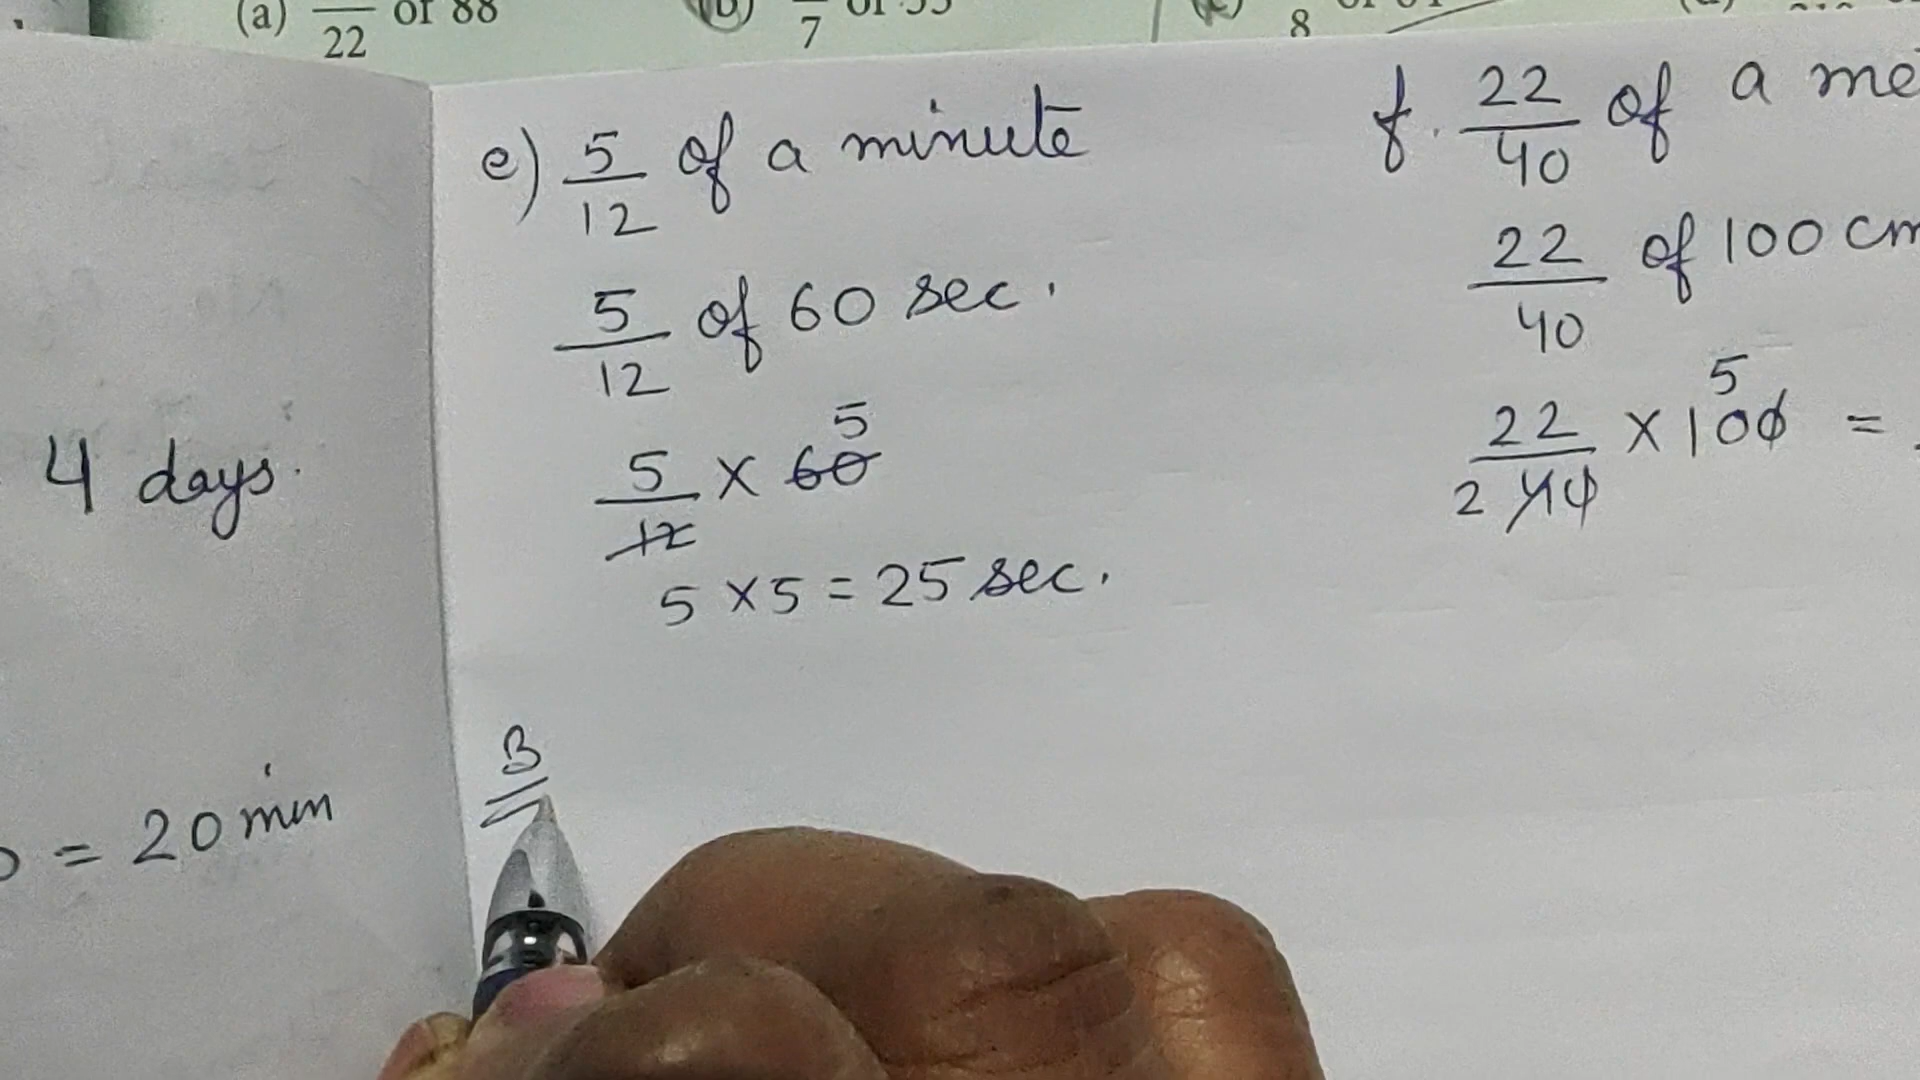 (a) 22 of 88
(b) 7
8
4 days.
= 20 min
e) 5/12 of a minute
5/12 of 60 sec.
5
5/12 × 60
5 × 5 = 25 sec.
3
f. 22/40 of a me
22/40 of 100 cm
5
22/40 × 100 =
2